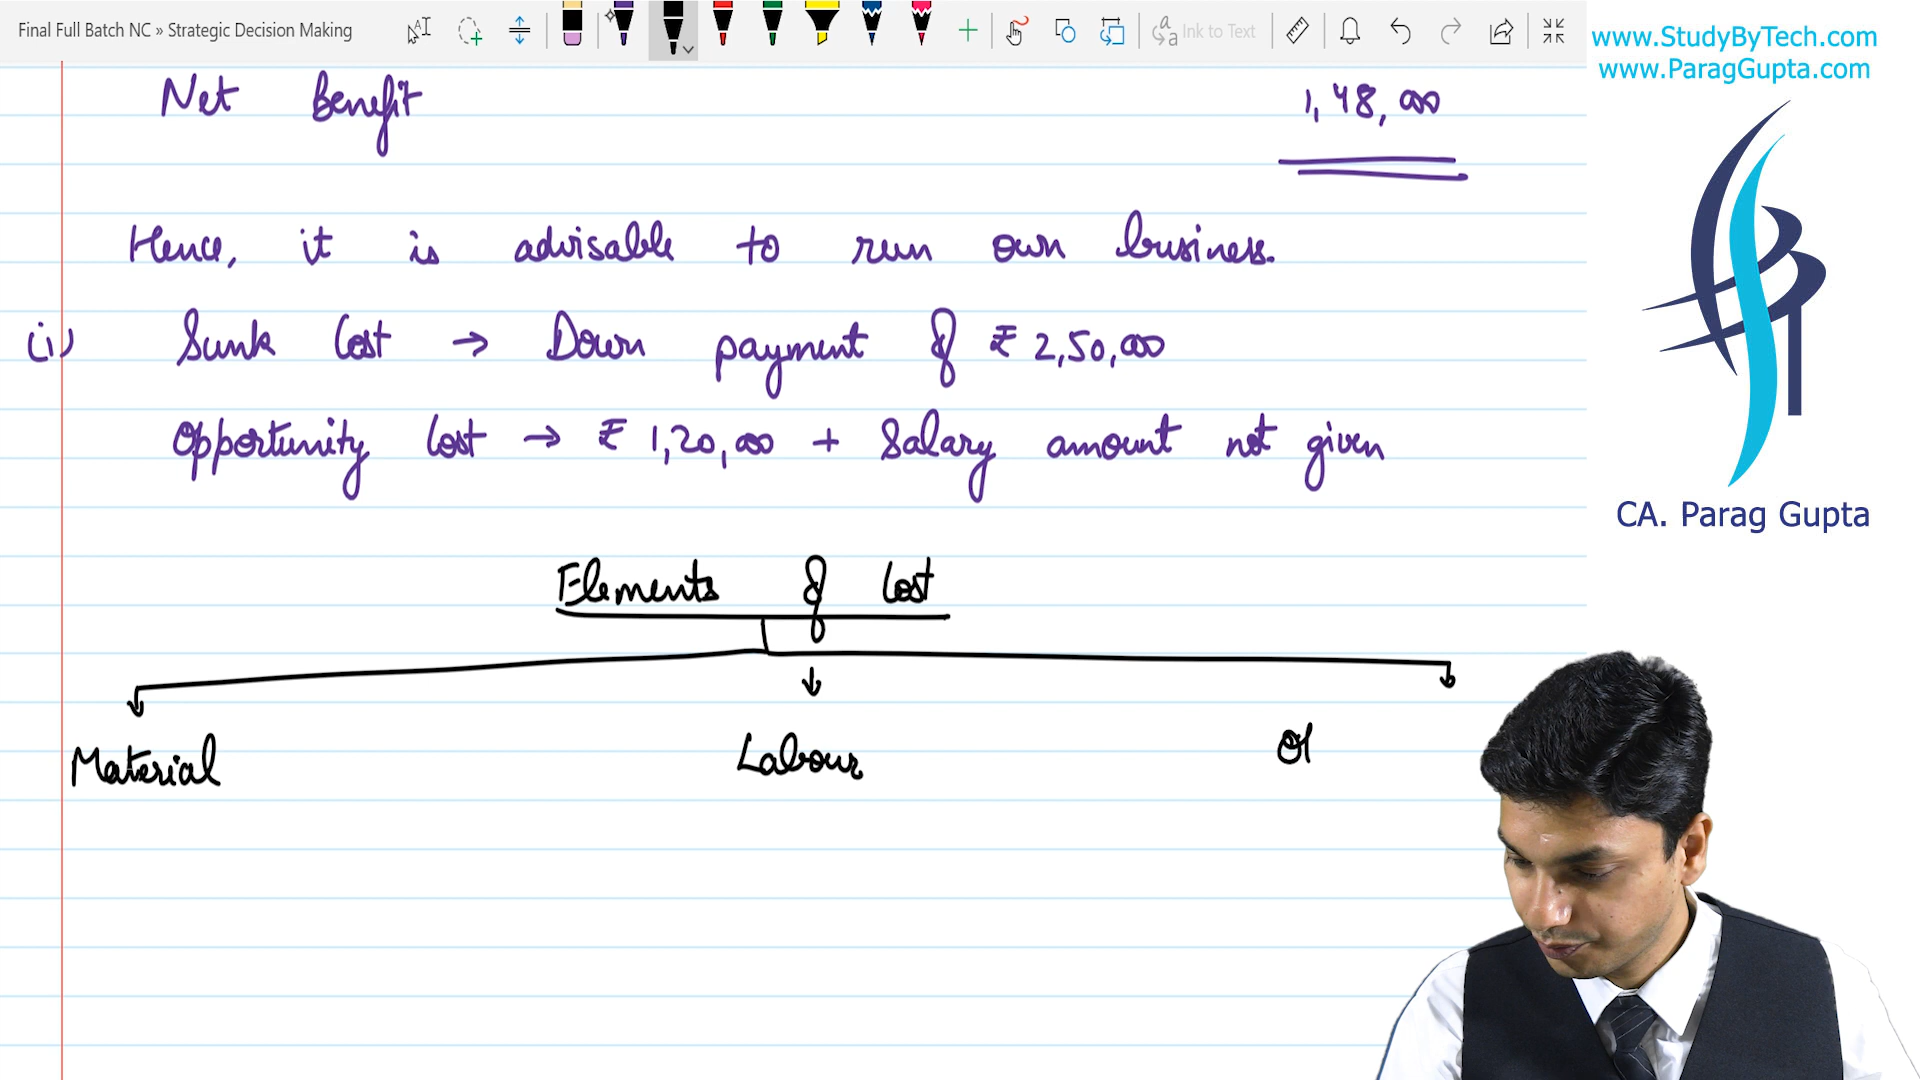 Final Full Batch NC » Strategic Decision Making
Ink to Text
www.StudyByTech.com
www.ParagGupta.com
Net Benefit 1,48,000
Hence, it is advisable to run own business.
(i) Sunk Cost → Down payment of ₹ 2,50,000
Opportunity Cost → ₹ 1,20,000 + Salary amount not given
CA. Parag Gupta
Elements of Cost
Material Labour